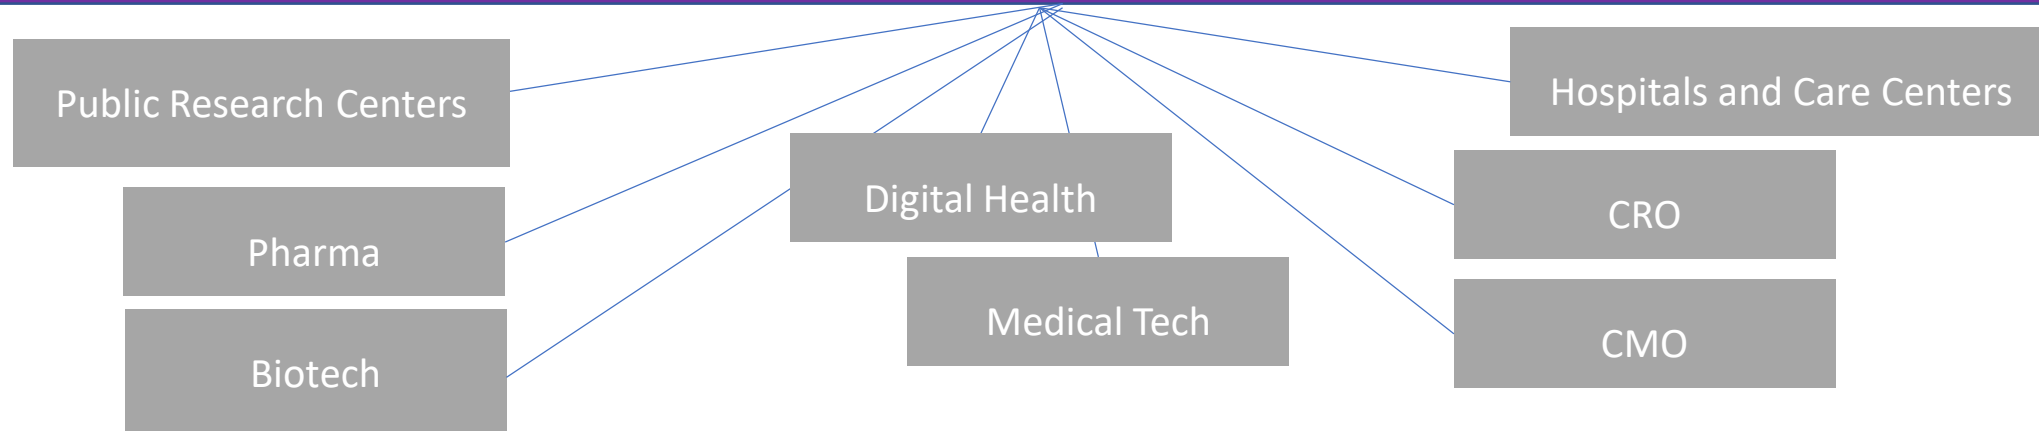 Public Research Centers
Pharma
Biotech
Digital Health
Medical Tech
Hospitals and Care Centers
CRO
CMO